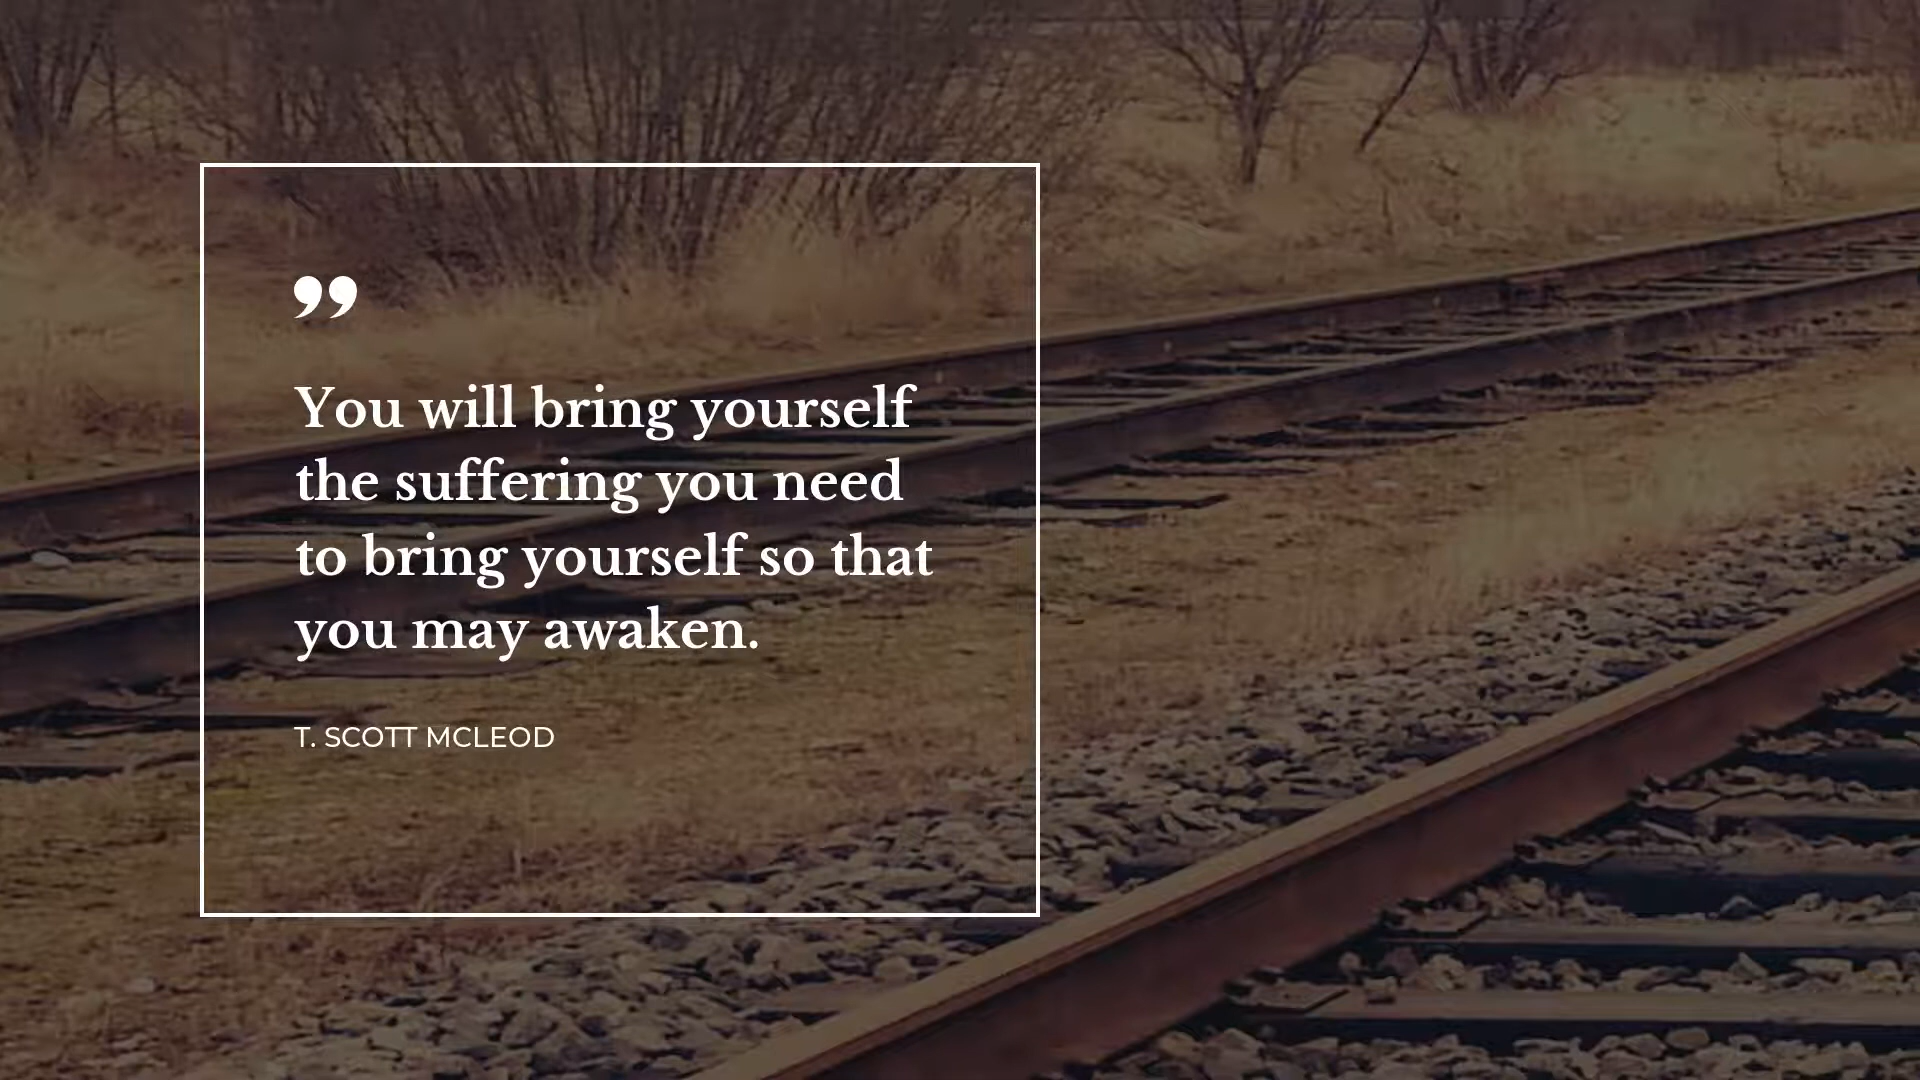 ”
You will bring yourself
the suffering you need
to bring yourself so that
you may awaken.
T. SCOTT MCLEOD